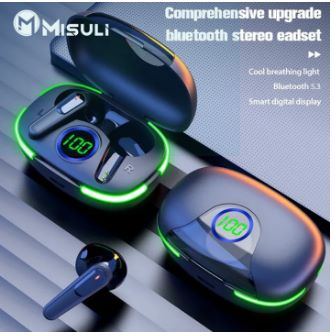 MISULI
Comprehensive upgrade
bluetooth stereo eadset
Cool breathing light
Bluetooth 5.3
Smart digital display
100
R
100